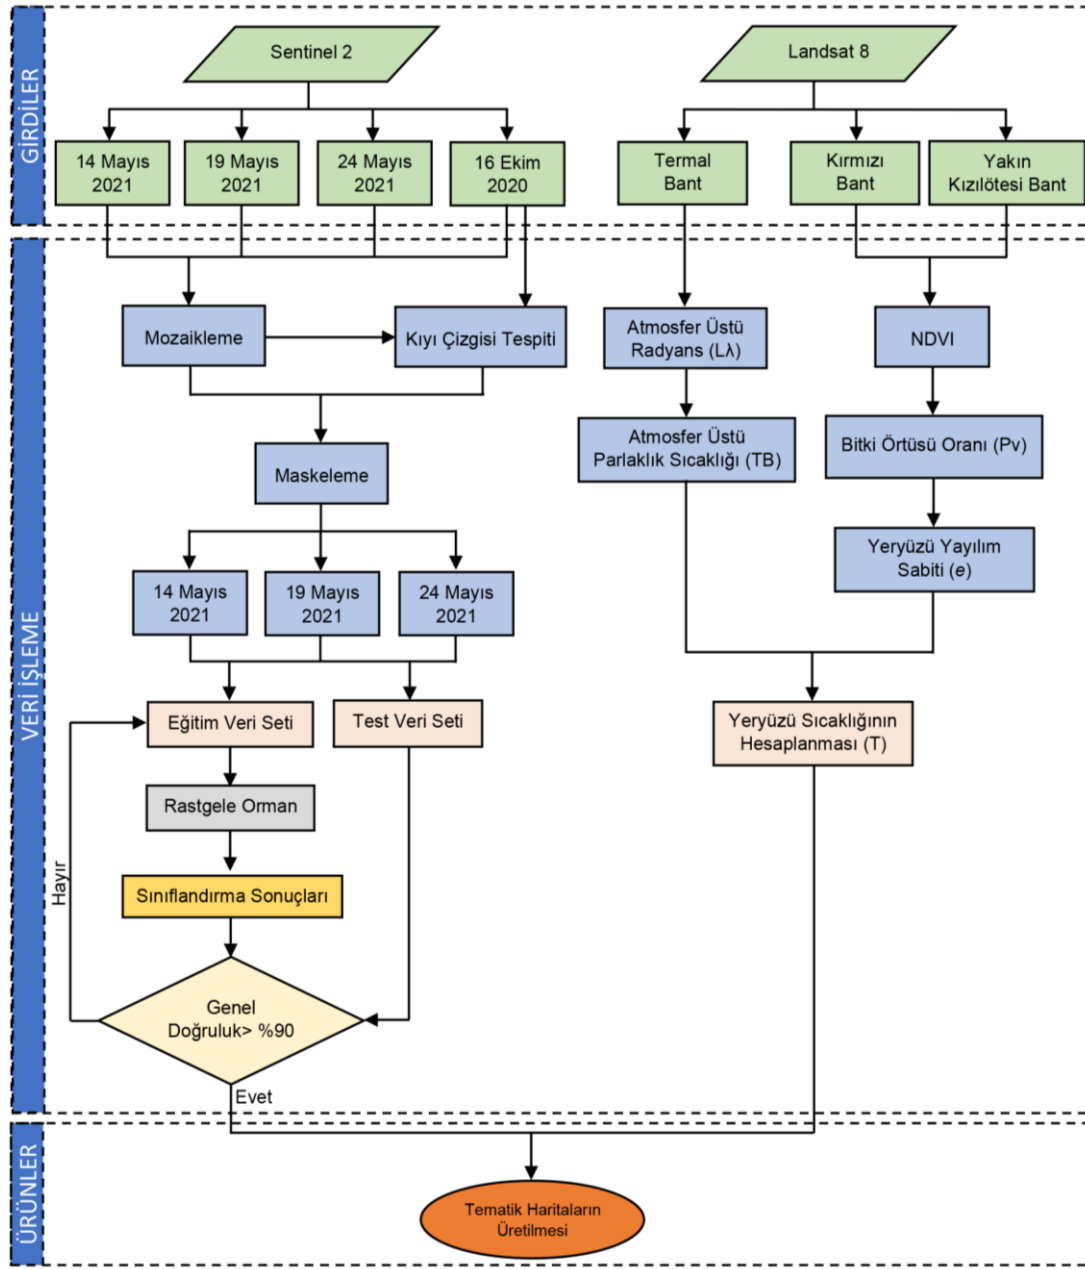 GİRDİLER
Sentinel 2
Landsat 8
14 Mayıs
2021
19 Mayıs
2021
24 Mayıs
2021
16 Ekim
2020
Termal
Bant
Kırmızı
Bant
Yakın
Kızılötesi Bant
VERİ İŞLEME
Mozaikleme
Kıyı Çizgisi Tespiti
Atmosfer Üstü
Radyans (Lλ)
NDVI
Atmosfer Üstü
Parlaklık Sıcaklığı (TB)
Bitki Örtüsü Oranı (Pv)
Maskeleme
Yeryüzü Yayılım
Sabiti (e)
14 Mayıs
2021
19 Mayıs
2021
24 Mayıs
2021
Eğitim Veri Seti
Test Veri Seti
Yeryüzü Sıcaklığının
Hesaplanması (T)
Rastgele Orman
Sınıflandırma Sonuçları
Hayır
Genel
Doğruluk> %90
Evet
ÜRÜNLER
Tematik Haritaların
Üretilmesi